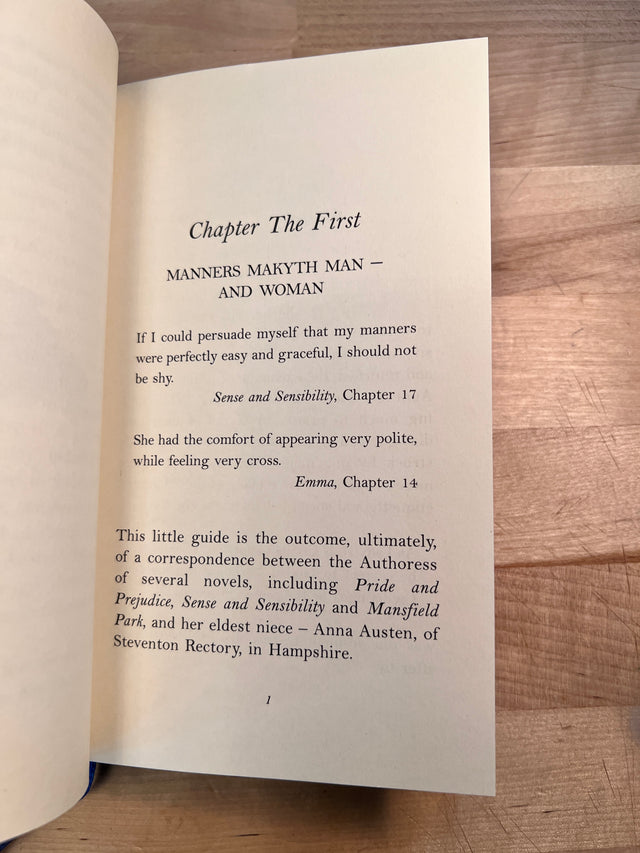 Chapter The First
MANNERS MAKYTH MAN –
AND WOMAN
If I could persuade myself that my manners
were perfectly easy and graceful, I should not
be shy.
Sense and Sensibility, Chapter 17
She had the comfort of appearing very polite,
while feeling very cross.
Emma, Chapter 14
This little guide is the outcome, ultimately,
of a correspondence between the Authoress
of several novels, including Pride and
Prejudice, Sense and Sensibility and Mansfield
Park, and her eldest niece – Anna Austen, of
Steventon Rectory, in Hampshire.
1